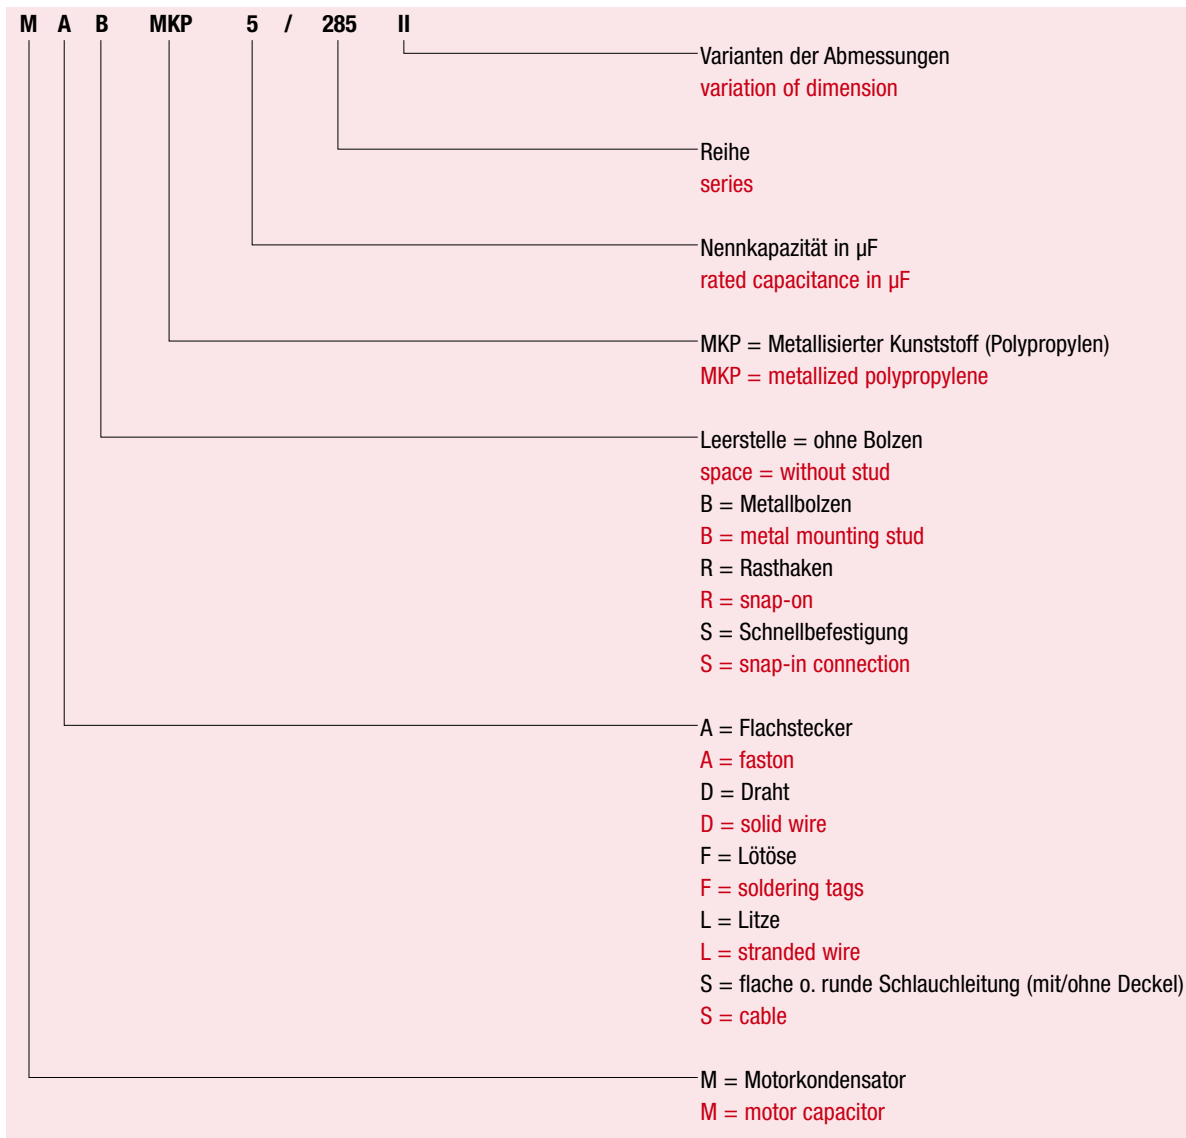 M A B MKP 5 / 285 II
Varianten der Abmessungen
variation of dimension
Reihe
series
Nennkapazität in µF
rated capacitance in µF
MKP = Metallisierter Kunststoff (Polypropylen)
MKP = metallized polypropylene
Leerstelle = ohne Bolzen
space = without stud
B = Metallbolzen
B = metal mounting stud
R = Rasthaken
R = snap-on
S = Schnellbefestigung
S = snap-in connection
A = Flachstecker
A = faston
D = Draht
D = solid wire
F = Lötöse
F = soldering tags
L = Litze
L = stranded wire
S = flache o. runde Schlauchleitung (mit/ohne Deckel)
S = cable
M = Motorkondensator
M = motor capacitor